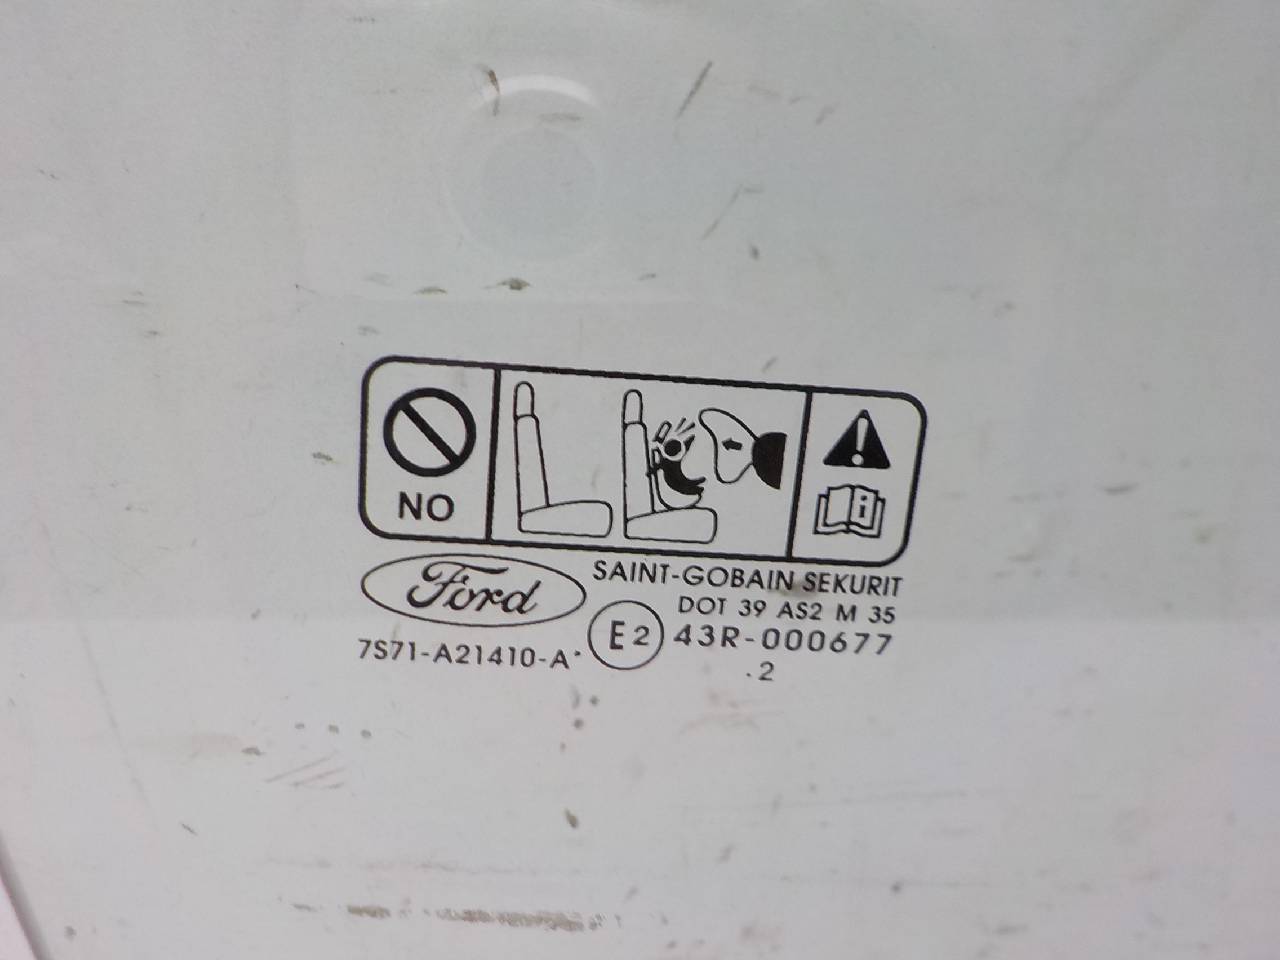 NO
Ford
SAINT-GOBAIN SEKURIT
DOT 39 AS2 M 35
E2 43R-000677
7S71-A21410-A
.2